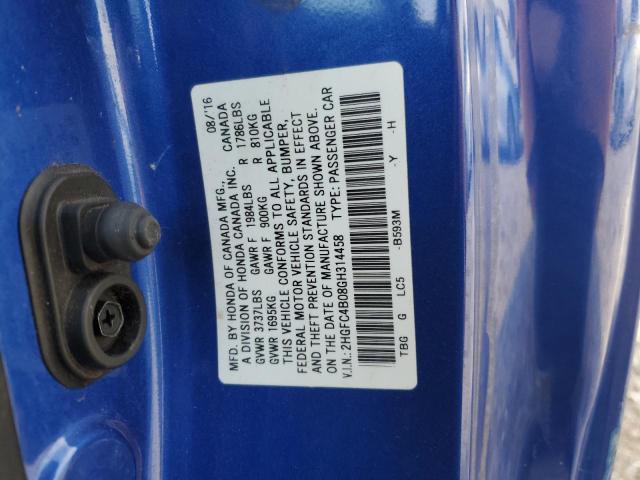 MFD. BY HONDA OF CANADA MFG., 08/'16
A DIVISION OF HONDA CANADA INC. CANADA
GVWR 3737LBS GAWR F 1984LBS R 1786LBS
GVWR 1695KG GAWR F 900KG R 810KG
THIS VEHICLE CONFORMS TO ALL APPLICABLE
FEDERAL MOTOR VEHICLE SAFETY, BUMPER,
AND THEFT PREVENTION STANDARDS IN EFFECT
ON THE DATE OF MANUFACTURE SHOWN ABOVE.
V.I.N.: 2HGFC4B08GH314458 TYPE: PASSENGER CAR
TBG G LC5 -B593M -Y -H